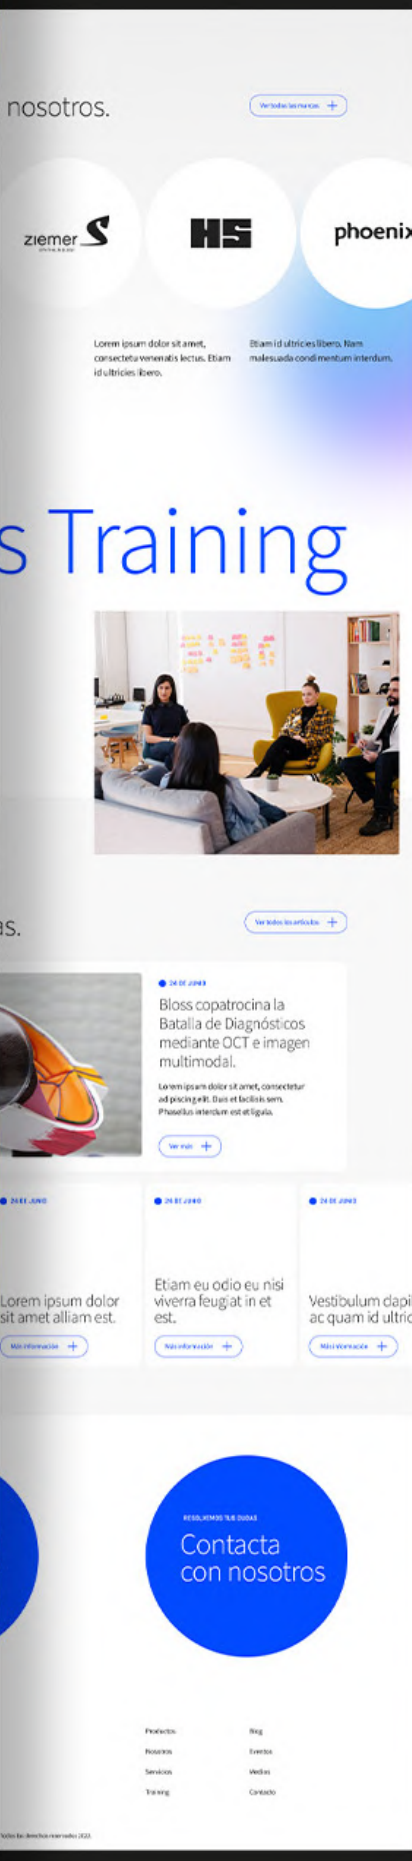 nosotros.
Ver todas las marcas
ziemer
HS
phoenix
Lorem ipsum dolor sit amet,
consectetu venenatis lectus. Etiam
id ultricies libero.
Etiam id ultricies libero. Nam
malesuada condimentum interdum.
s Training
as.
Ver todos los artículos
24 DE JUNIO
Bloss copatrocina la
Batalla de Diagnósticos
mediante OCT e imagen
multimodal.
Lorem ipsum dolor sit amet, consectetur
ad piscing elit. Duis et facilisis sem.
Phasellus interdum est et ligula.
Ver más
24 DE JUNIO
Lorem ipsum dolor
sit amet alliam est.
Más información
24 DE JUNIO
Etiam eu odio eu nisi
viverra feugiat in et
est.
Más información
24 DE JUNIO
Vestibulum dapi
ac quam id ultric
Más información
RESOLVEMOS TUS DUDAS
Contacta
con nosotros
Productos
Nosotros
Servicios
Training
Blog
Eventos
Medios
Contacto
Todos los derechos reservados 2022.